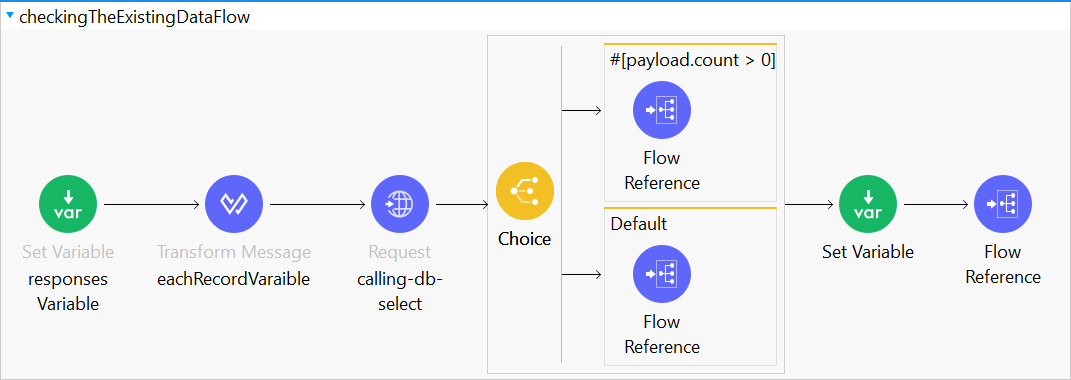 checkingTheExistingDataFlow
var
Set Variable
responses
Variable
Transform Message
eachRecordVaraible
Request
calling-db-
select
Choice
#[payload.count > 0]
Flow
Reference
Default
Flow
Reference
var
Set Variable
Flow
Reference